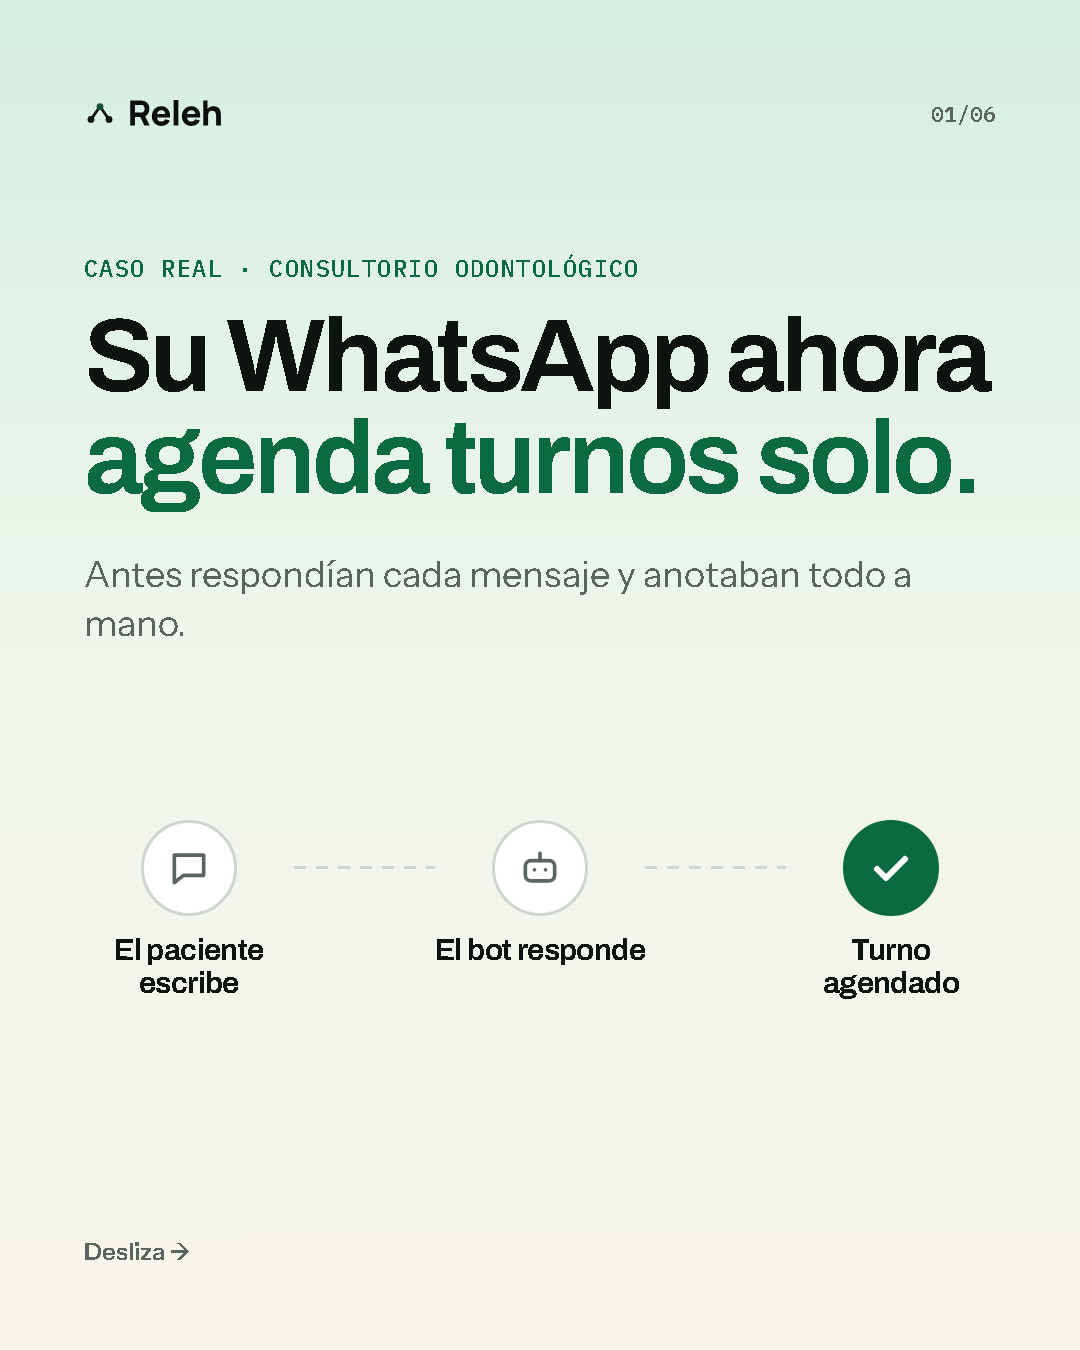 Releh
01/06
CASO REAL · CONSULTORIO ODONTOLÓGICO
Su WhatsApp ahora
agenda turnos solo.
Antes respondían cada mensaje y anotaban todo a
mano.
El paciente
escribe
El bot responde
Turno
agendado
Desliza →